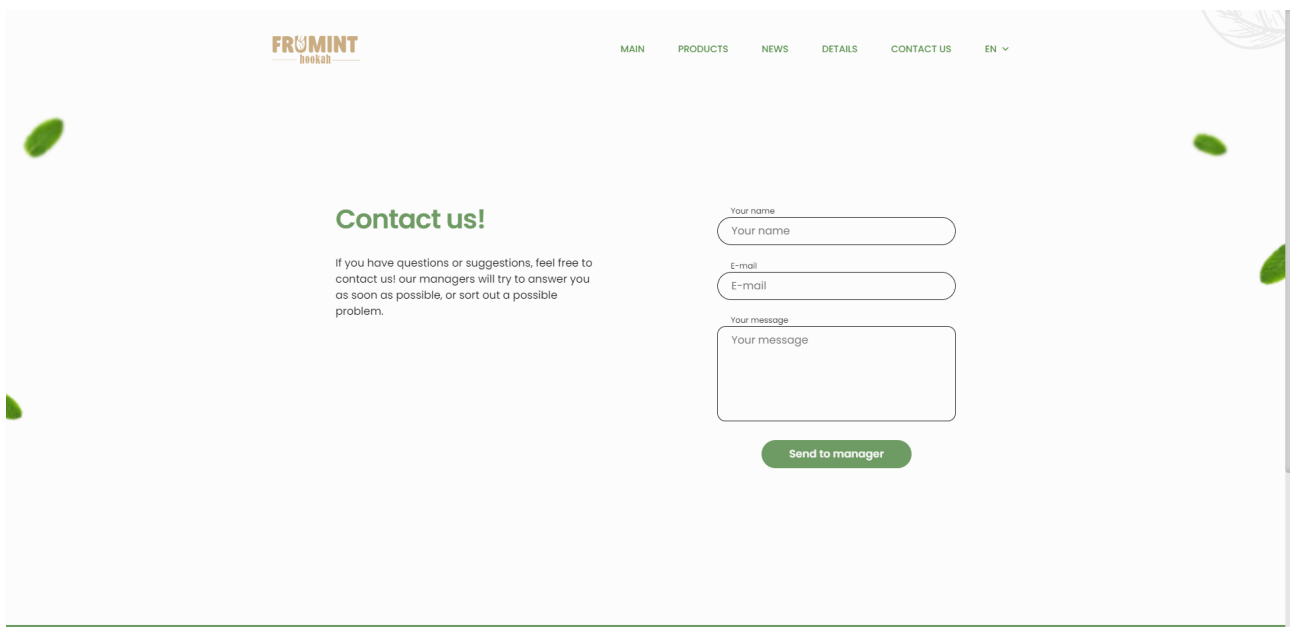 FRUMINT
hookah
MAIN PRODUCTS NEWS DETAILS CONTACT US EN
Contact us!
If you have questions or suggestions, feel free to
contact us! our managers will try to answer you
as soon as possible, or sort out a possible
problem.
Your name
Your name
E-mail
E-mail
Your message
Your message
Send to manager